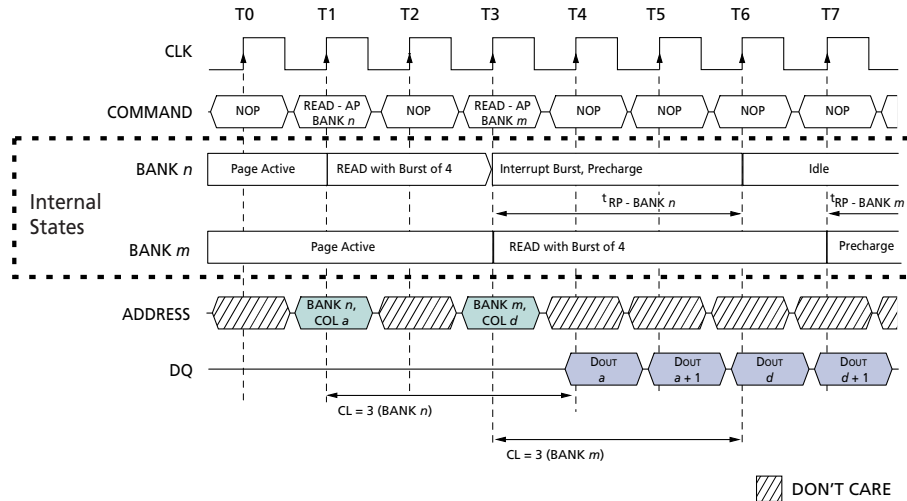 T0 T1 T2 T3 T4 T5 T6 T7
CLK
COMMAND NOP READ - AP BANK n NOP READ - AP BANK m NOP NOP NOP NOP
Internal States
BANK n Page Active READ with Burst of 4 Interrupt Burst, Precharge Idle
tRP - BANK n tRP - BANK m
BANK m Page Active READ with Burst of 4 Precharge
ADDRESS BANK n, COL a BANK m, COL d
DQ DOUT a DOUT a + 1 DOUT d DOUT d + 1
CL = 3 (BANK n)
CL = 3 (BANK m)
DON'T CARE